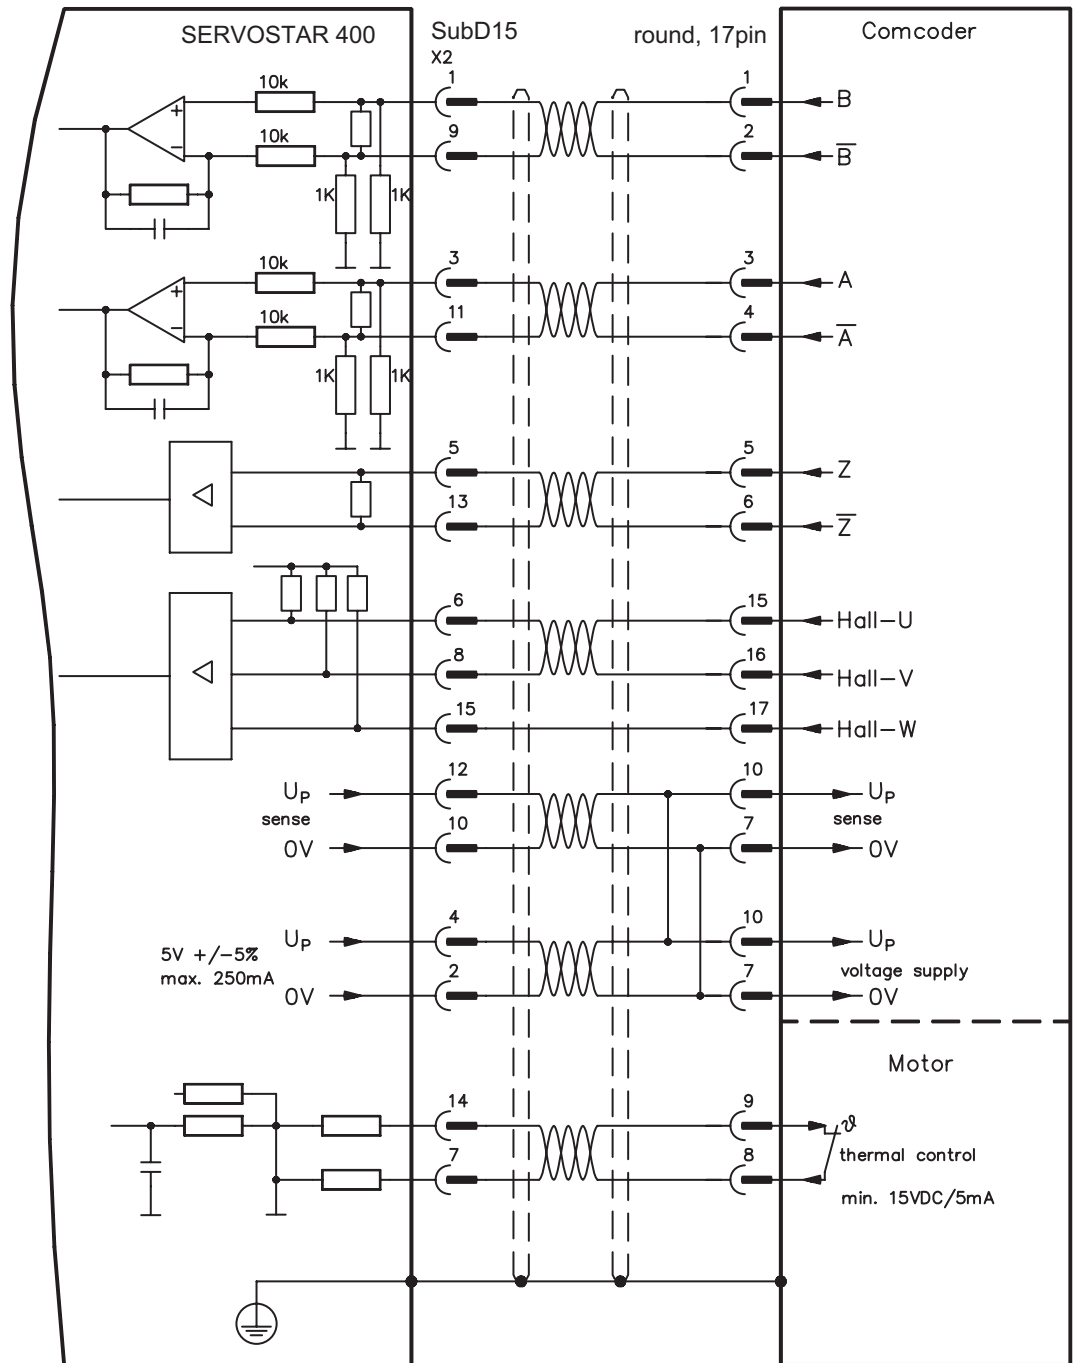 SERVOSTAR 400
SubD15
X2
round, 17pin
Comcoder
10k
+
1
1
B
10k
−
9
2
B̅
1K
1K
10k
+
3
3
A
10k
−
11
4
A̅
1K
1K
5
5
Z
13
6
Z̅
6
15
Hall−U
8
16
Hall−V
15
17
Hall−W
UP
12
10
UP
sense
sense
0V
10
7
0V
UP
4
10
UP
5V +/−5%
max. 250mA
voltage supply
0V
2
7
0V
Motor
14
9
ϑ
thermal control
7
8
min. 15VDC/5mA